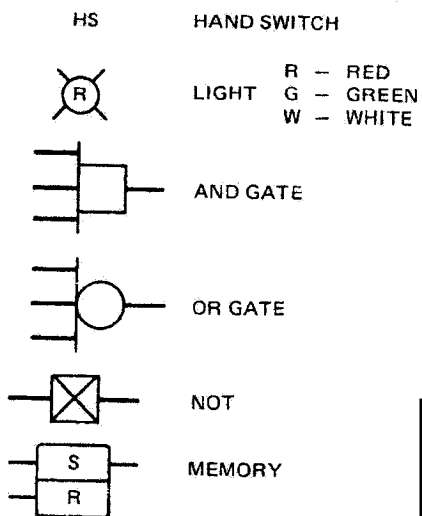 HS HAND SWITCH
R – RED
R LIGHT G – GREEN
W – WHITE
AND GATE
OR GATE
NOT
S
MEMORY
R